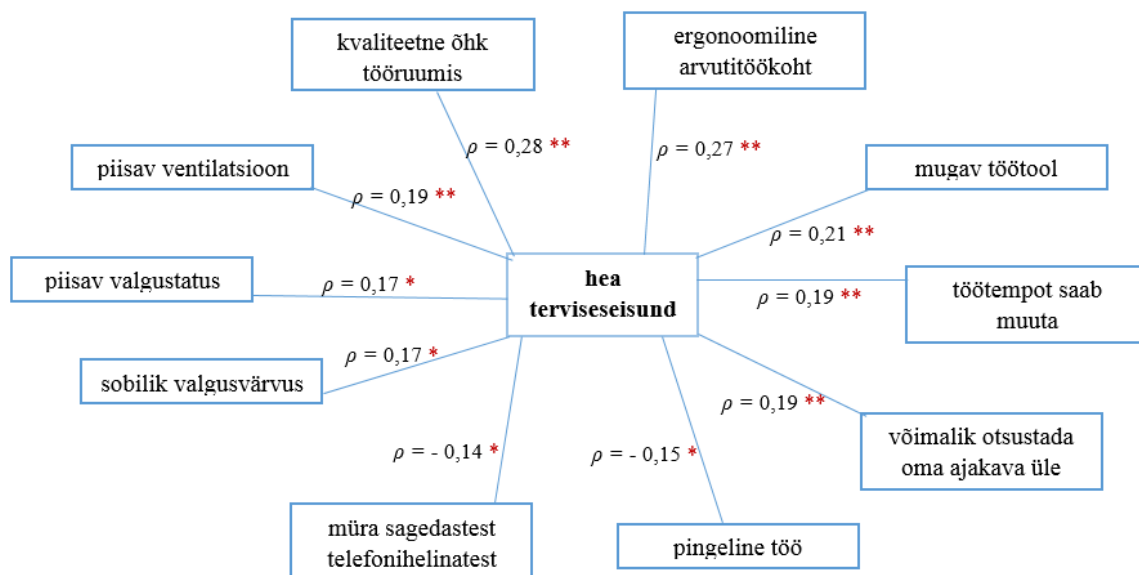 kvaliteetne õhk
tööruumis
ergonoomiline
arvutitöökoht
ρ = 0,28 **
ρ = 0,27 **
piisav ventilatsioon
mugav töötool
ρ = 0,19 **
ρ = 0,21 **
piisav valgustatus
ρ = 0,17 *
hea
terviseseisund
ρ = 0,19 **
töötempot saab
muuta
sobilik valgusvärvus
ρ = 0,17 *
ρ = 0,19 **
võimalik otsustada
oma ajakava üle
ρ = - 0,14 *
ρ = - 0,15 *
müra sagedastest
telefonihelinatest
pingeline töö